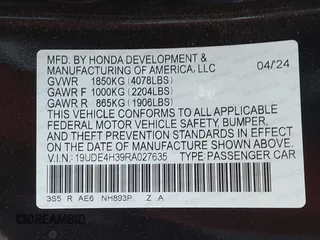 MFD. BY HONDA DEVELOPMENT &
MANUFACTURING OF AMERICA, LLC
04/24
GVWR 1850KG (4078LBS)
GAWR F 1000KG (2204LBS)
GAWR R 865KG (1906LBS)
THIS VEHICLE CONFORMS TO ALL APPLICABLE
FEDERAL MOTOR VEHICLE SAFETY, BUMPER,
AND THEFT PREVENTION STANDARDS IN EFFECT
ON THE DATE OF MANUFACTURE SHOWN ABOVE.
V.I.N.: 19UDE4H39RA027635 TYPE: PASSENGER CAR
3S5 R AE6 NH893P Z A
DREAMBID